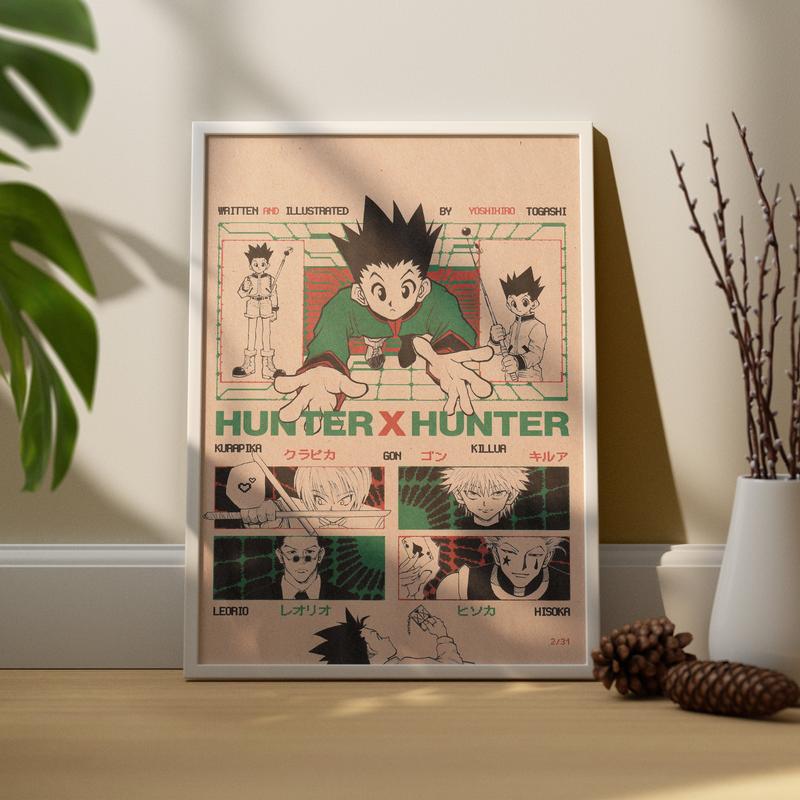 WRITTEN AND ILLUSTRATED BY YOSHIHIRO TOGASHI
HUNTER X HUNTER
KURAPIKA クラピカ GON ゴン KILLUA キルア
LEORIO レオリオ ヒソカ HISOKA
2/31